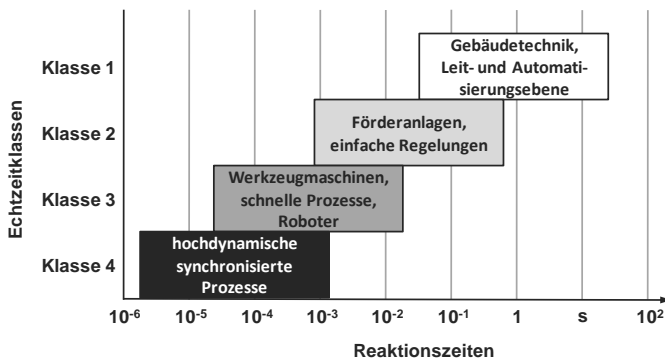 Echtzeitklassen
Klasse 1
Gebäudetechnik,
Leit- und Automati-
sierungsebene
Klasse 2
Förderanlagen,
einfache Regelungen
Klasse 3
Werkzeugmaschinen,
schnelle Prozesse,
Roboter
Klasse 4
hochdynamische
synchronisierte
Prozesse
10⁻⁶ 10⁻⁵ 10⁻⁴ 10⁻³ 10⁻² 10⁻¹ 1 s 10²
Reaktionszeiten